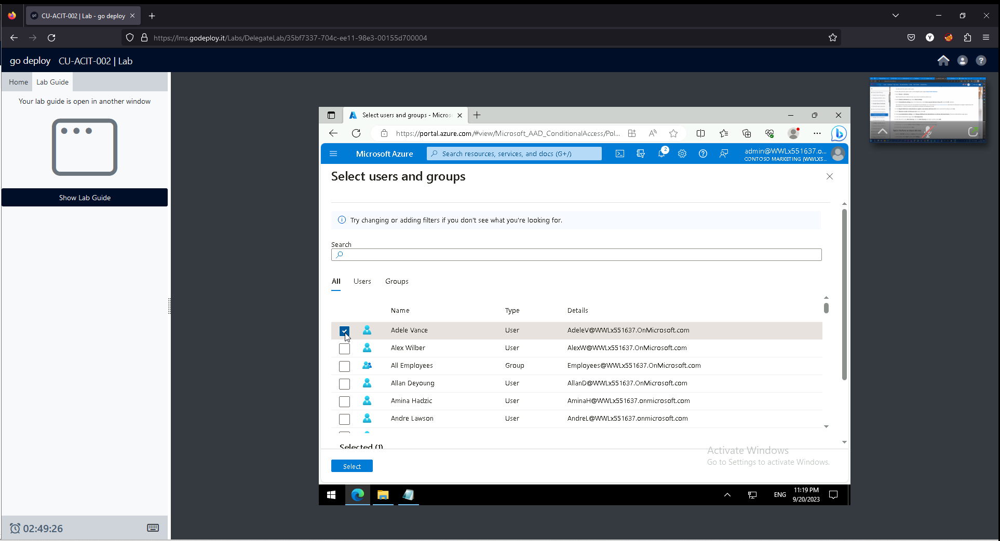 CU-ACIT-002 | Lab - go deploy
https://lms.godeploy.it/Labs/DelegateLab/35bf7337-704c-ee11-98e3-00155d700004
Y
go deploy CU-ACIT-002 | Lab
Home Lab Guide
Your lab guide is open in another window
Show Lab Guide
Select users and groups - Micros
https://portal.azure.com/#view/Microsoft_AAD_ConditionalAccess/Pol...
Microsoft Azure
Search resources, services, and docs (G+/)
2
admin@WWLx551637.o...
CONTOSO MARKETING (WWLX5...
Select users and groups
Try changing or adding filters if you don't see what you're looking for.
Search
All Users Groups
Name Type Details
Adele Vance User AdeleV@WWLx551637.OnMicrosoft.com
Alex Wilber User AlexW@WWLx551637.OnMicrosoft.com
All Employees Group Employees@WWLx551637.OnMicrosoft.com
Allan Deyoung User AllanD@WWLx551637.OnMicrosoft.com
Amina Hadzic User AminaH@WWLx551637.onmicrosoft.com
Andre Lawson User AndreL@WWLx551637.onmicrosoft.com
Selected (1)
Activate Windows
Go to Settings to activate Windows.
Select
ENG
11:19 PM
9/20/2023
02:49:26